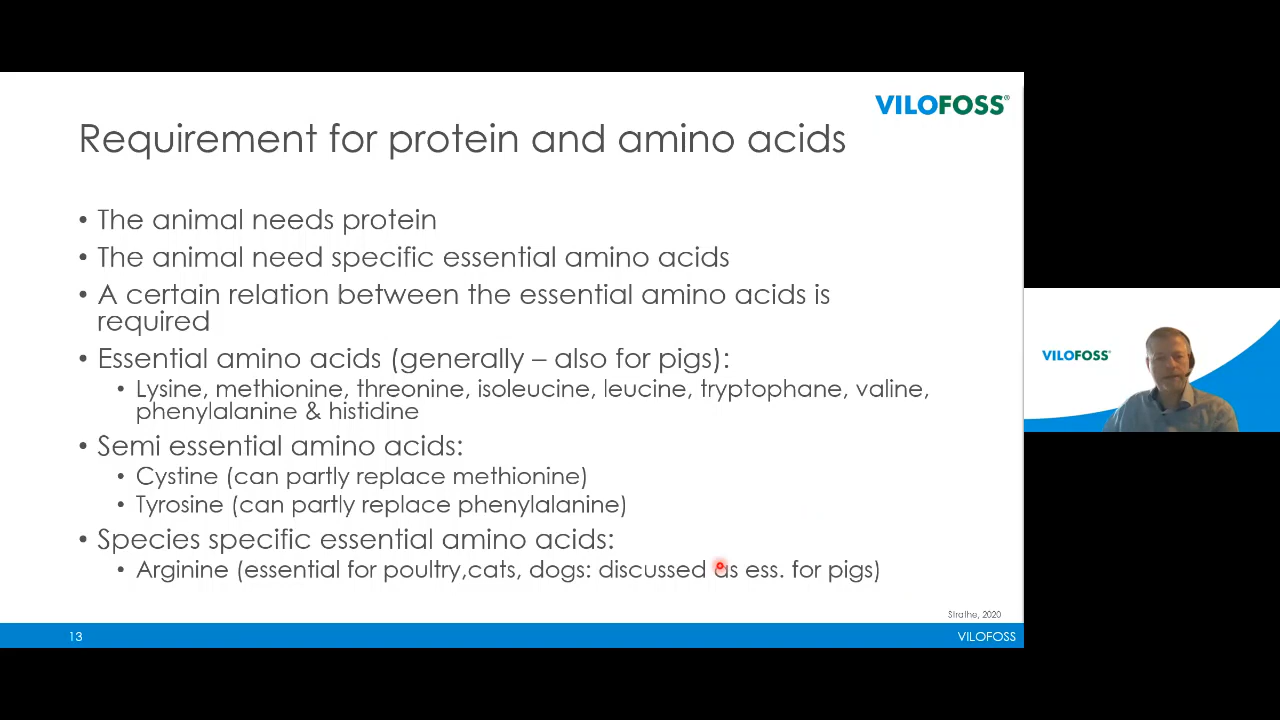 VILOFOSS®
Requirement for protein and amino acids
• The animal needs protein
• The animal need specific essential amino acids
• A certain relation between the essential amino acids is
required
• Essential amino acids (generally – also for pigs):
• Lysine, methionine, threonine, isoleucine, leucine, tryptophane, valine,
phenylalanine & histidine
• Semi essential amino acids:
• Cystine (can partly replace methionine)
• Tyrosine (can partly replace phenylalanine)
• Species specific essential amino acids:
• Arginine (essential for poultry,cats, dogs: discussed as ess. for pigs)
Strathe, 2020
13
VILOFOSS
VILOFOSS®